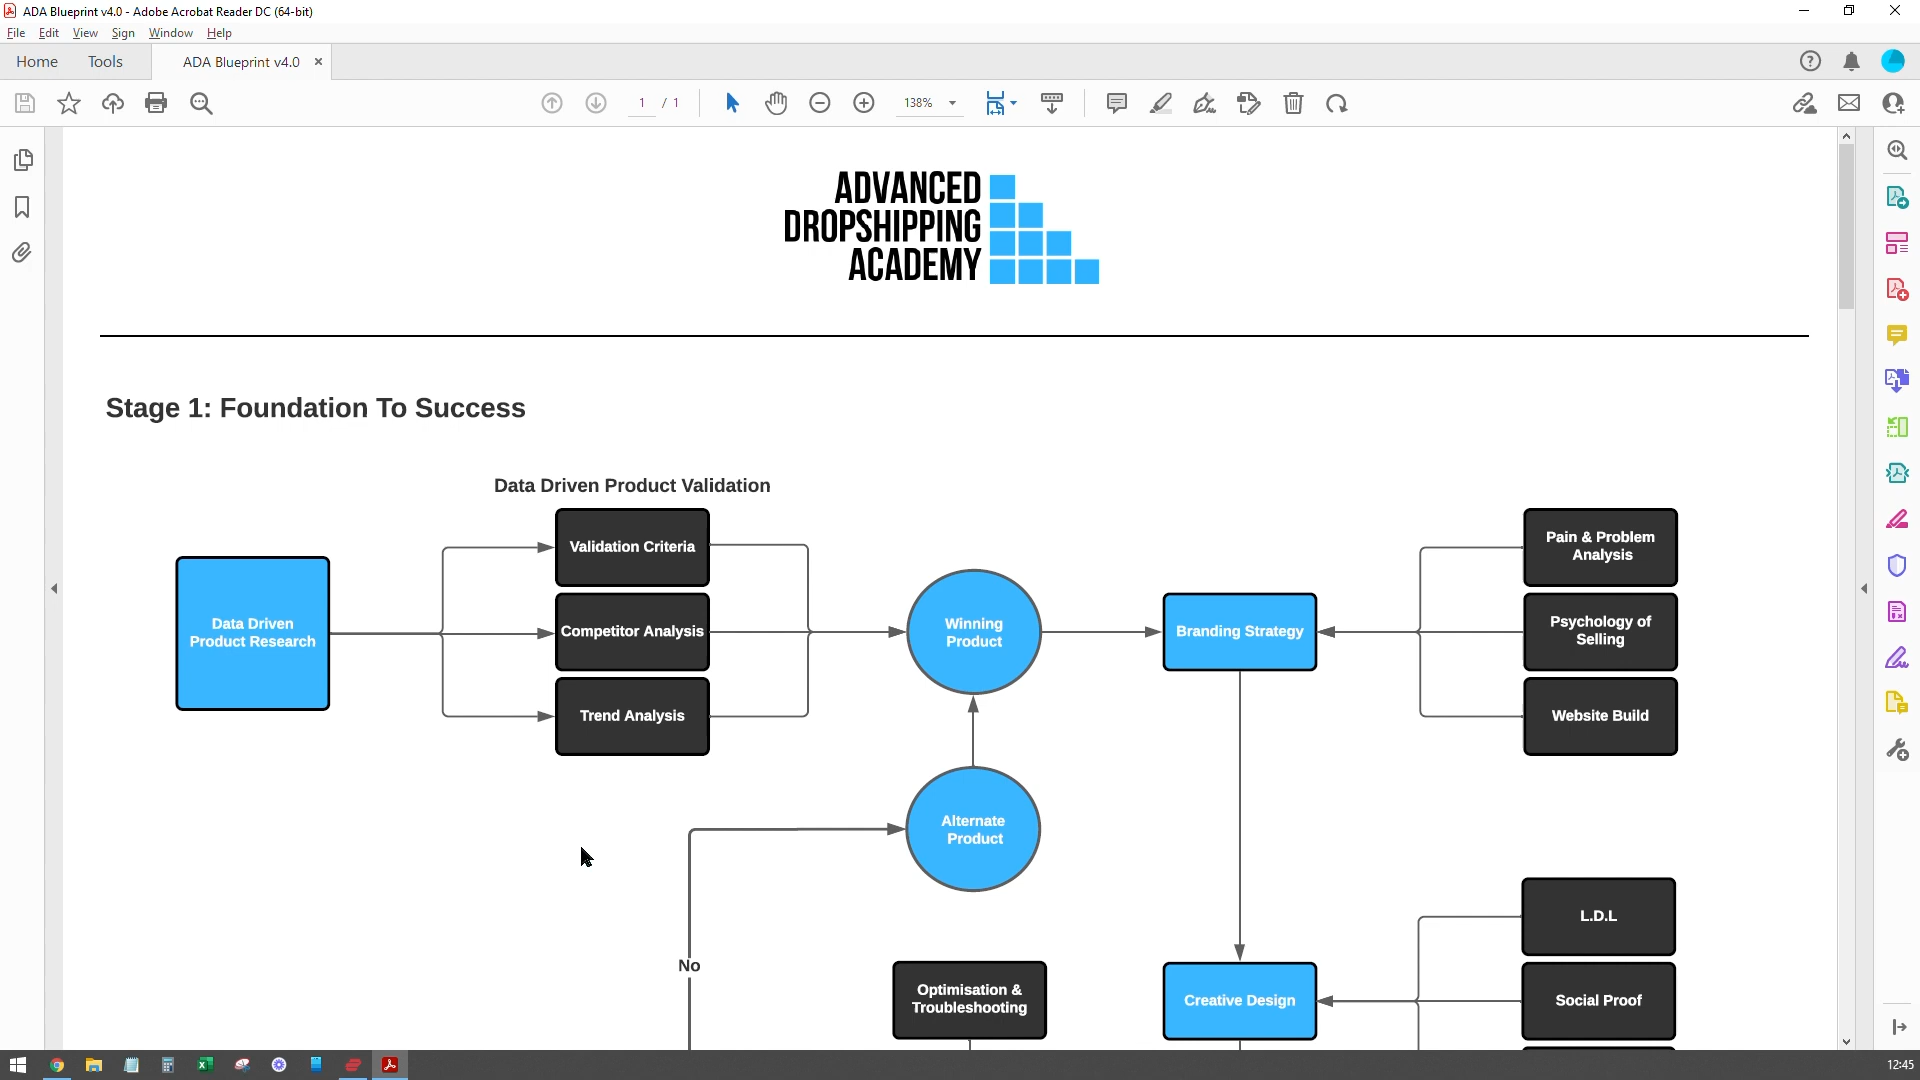 ADA Blueprint v4.0 - Adobe Acrobat Reader DC (64-bit)
File Edit View Sign Window Help
Home Tools ADA Blueprint v4.0
1 / 1 138%
ADVANCED
DROPSHIPPING
ACADEMY
Stage 1: Foundation To Success
Data Driven Product Validation
Data Driven
Product Research
Validation Criteria
Competitor Analysis
Trend Analysis
Winning
Product
Branding Strategy
Pain & Problem
Analysis
Psychology of
Selling
Website Build
Alternate
Product
No
Optimisation &
Troubleshooting
Creative Design
L.D.L
Social Proof
12:45